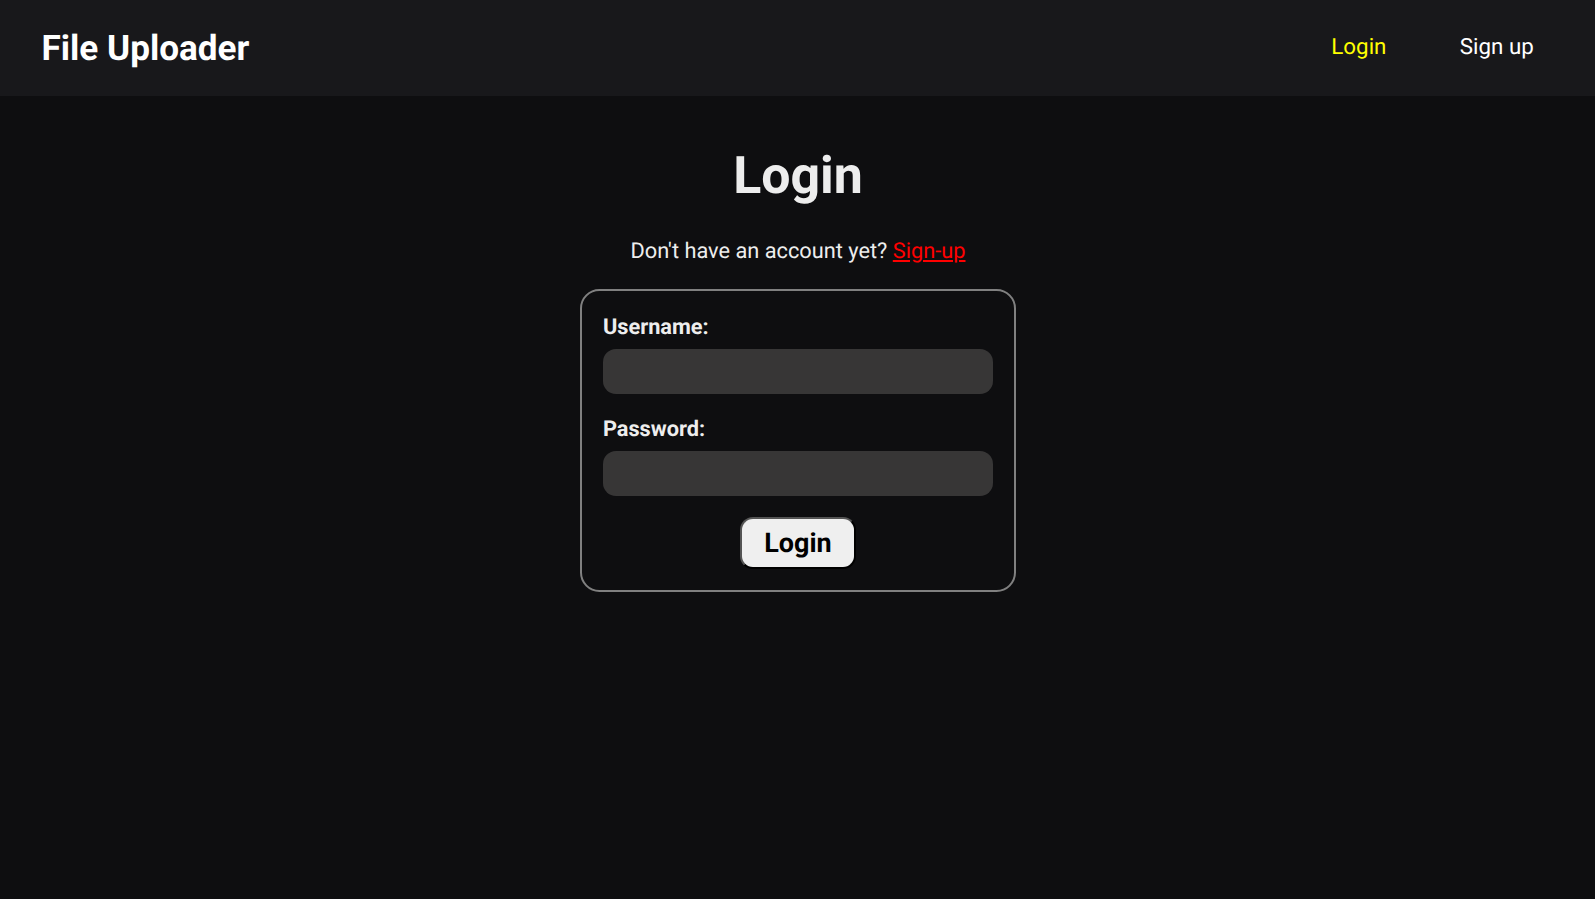 File Uploader
Login
Sign up
Login
Don't have an account yet? Sign-up
Username:
Password:
Login